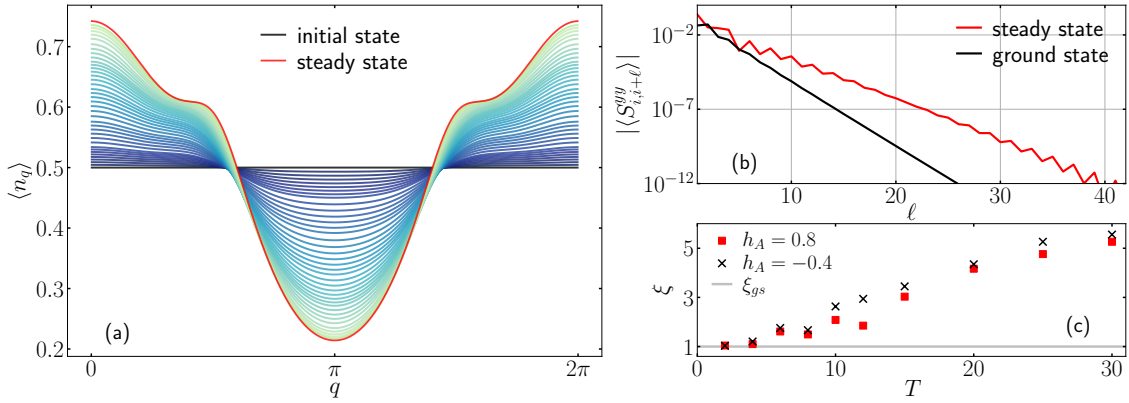 0.7
0.6
0.5
0.4
0.3
0.2
⟨n_q⟩
initial state
steady state
(a)
0
π
2π
q
10^{-2}
10^{-7}
10^{-12}
|⟨S^{yy}_{i,i+ℓ}⟩|
steady state
ground state
(b)
10
20
30
40
ℓ
5
3
1
ξ
h_A = 0.8
h_A = −0.4
ξ_{gs}
(c)
0
10
20
30
T